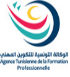 الوكالة التونسية للتكوين المهني
Agence Tunisienne de la Formation
Professionnelle